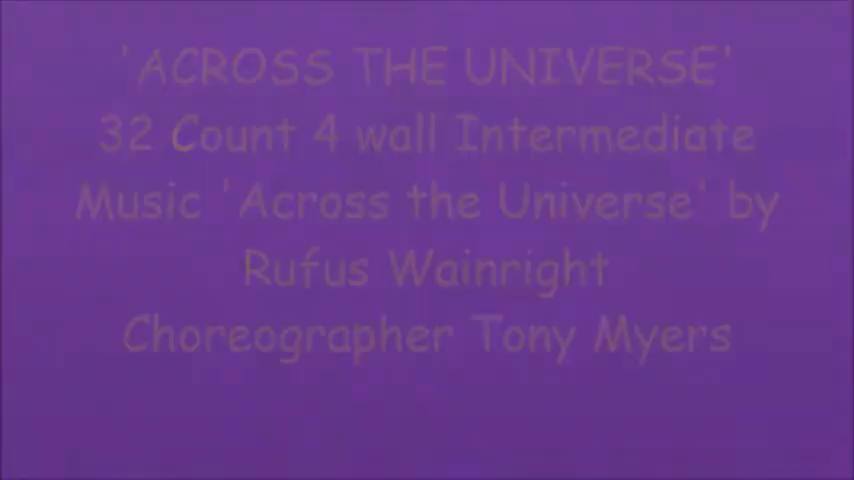 'ACROSS THE UNIVERSE'
32 Count 4 wall Intermediate
Music 'Across the Universe' by
Rufus Wainright
Choreographer Tony Myers